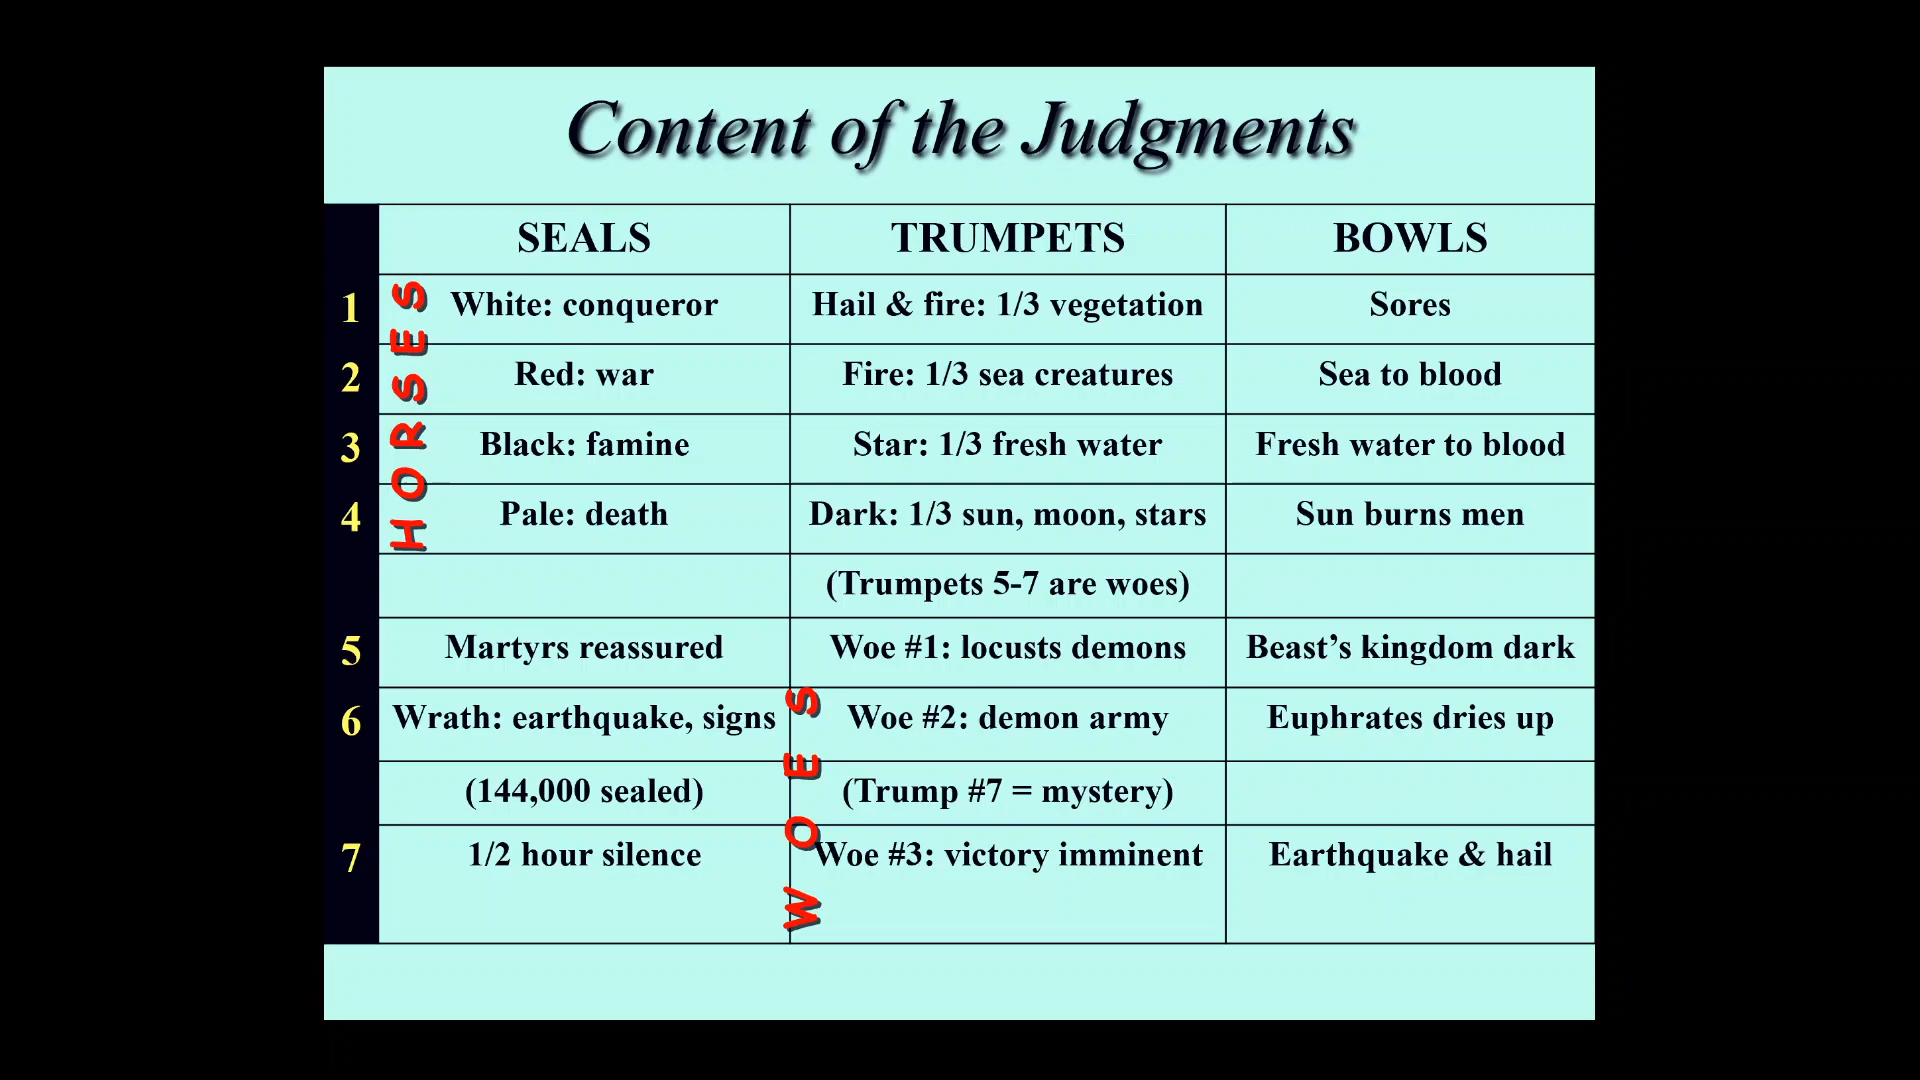 Content of the Judgments
SEALS TRUMPETS BOWLS
HORSES
1 White: conqueror Hail & fire: 1/3 vegetation Sores
2 Red: war Fire: 1/3 sea creatures Sea to blood
3 Black: famine Star: 1/3 fresh water Fresh water to blood
4 Pale: death Dark: 1/3 sun, moon, stars Sun burns men
(Trumpets 5-7 are woes)
5 Martyrs reassured Woe #1: locusts demons Beast’s kingdom dark
WOES
6 Wrath: earthquake, signs Woe #2: demon army Euphrates dries up
(144,000 sealed) (Trump #7 = mystery)
7 1/2 hour silence Woe #3: victory imminent Earthquake & hail